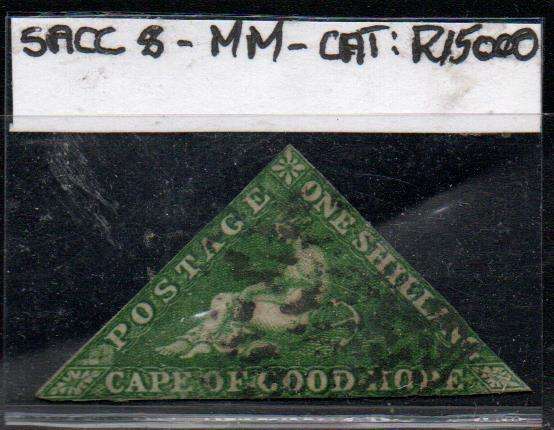 SACC 8 - MM - CAT: R15000
POSTAGE
ONE SHILLING
CAPE OF GOOD HOPE